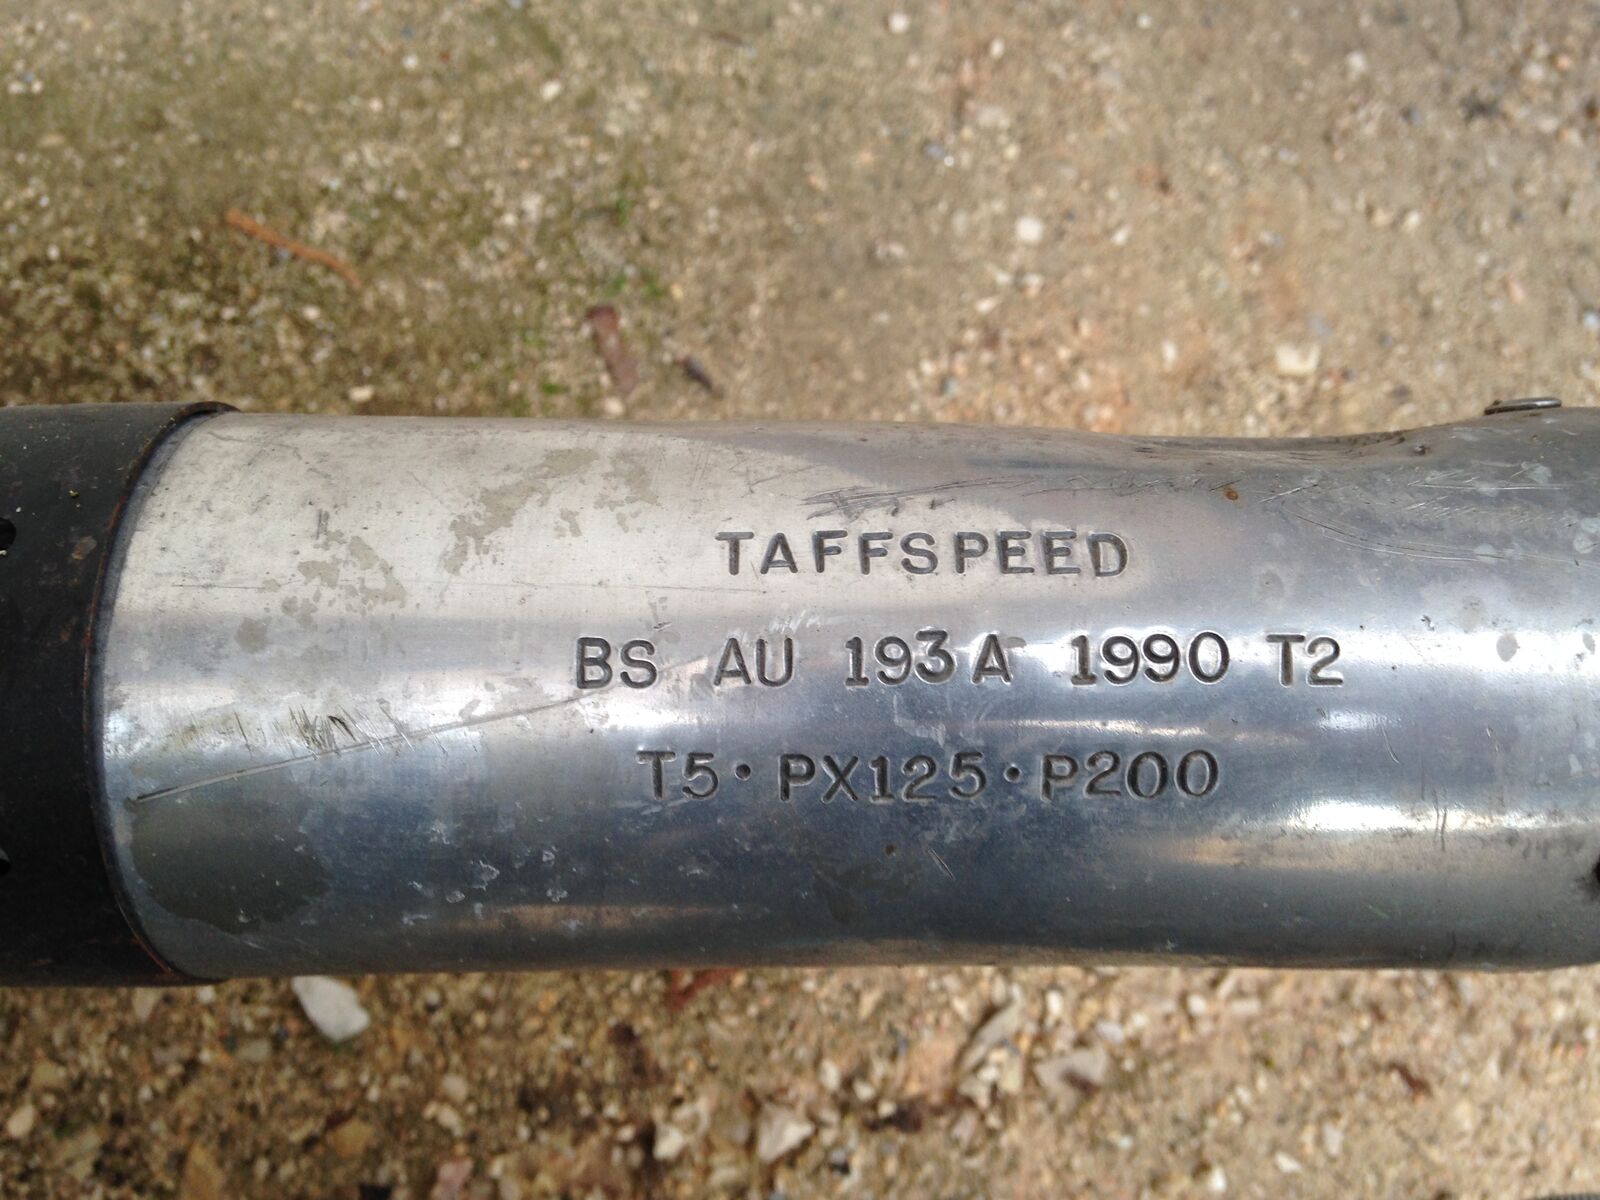 TAFFSPEED
BS AU 193A 1990 T2
T5·PX125·P200